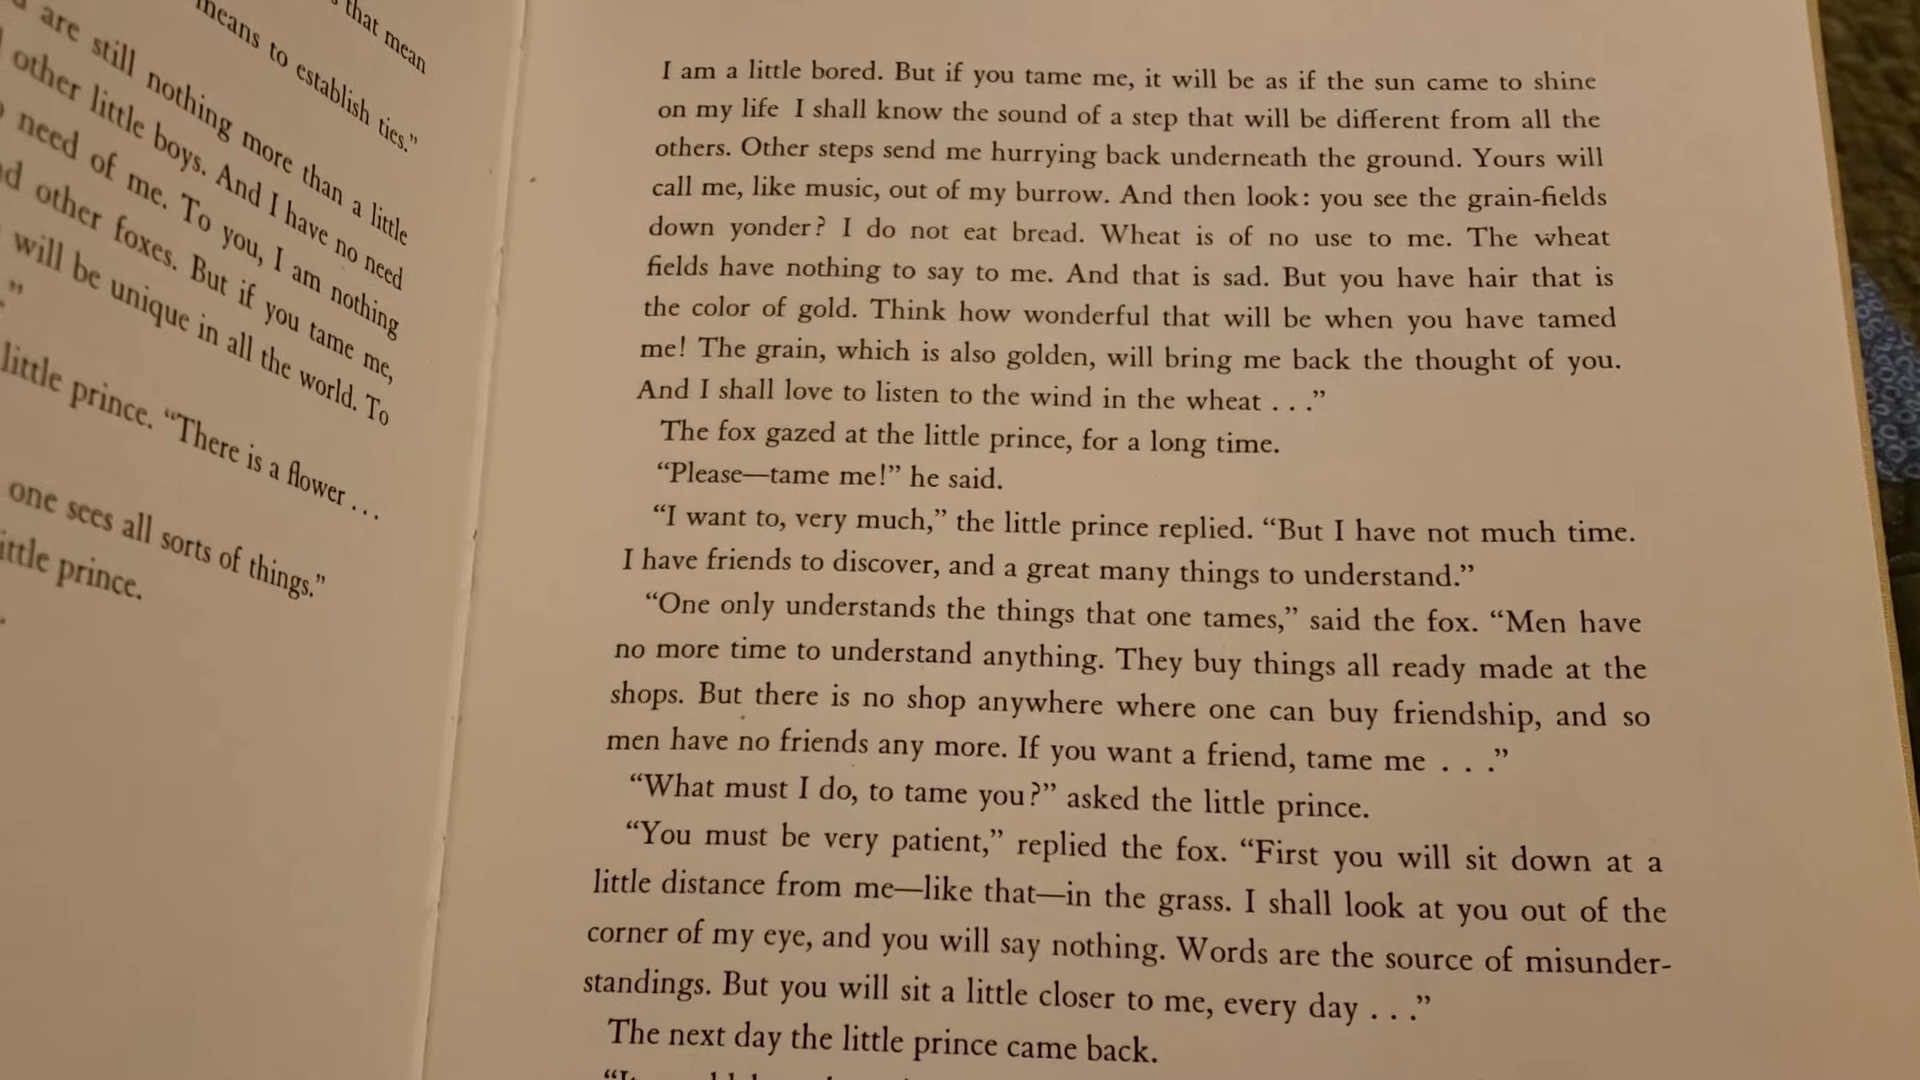 that mean
means to establish ties.”
are still nothing more than a little
other little boys. And I have no need
need of me. To you, I am nothing
other foxes. But if you tame me,
will be unique in all the world. To
.”
little prince. “There is a flower . . .
one sees all sorts of things.”
little prince.
I am a little bored. But if you tame me, it will be as if the sun came to shine
on my life I shall know the sound of a step that will be different from all the
others. Other steps send me hurrying back underneath the ground. Yours will
call me, like music, out of my burrow. And then look: you see the grain-fields
down yonder? I do not eat bread. Wheat is of no use to me. The wheat
fields have nothing to say to me. And that is sad. But you have hair that is
the color of gold. Think how wonderful that will be when you have tamed
me! The grain, which is also golden, will bring me back the thought of you.
And I shall love to listen to the wind in the wheat . . .”
The fox gazed at the little prince, for a long time.
“Please—tame me!” he said.
“I want to, very much,” the little prince replied. “But I have not much time.
I have friends to discover, and a great many things to understand.”
“One only understands the things that one tames,” said the fox. “Men have
no more time to understand anything. They buy things all ready made at the
shops. But there is no shop anywhere where one can buy friendship, and so
men have no friends any more. If you want a friend, tame me . . .”
“What must I do, to tame you?” asked the little prince.
“You must be very patient,” replied the fox. “First you will sit down at a
little distance from me—like that—in the grass. I shall look at you out of the
corner of my eye, and you will say nothing. Words are the source of misunder-
standings. But you will sit a little closer to me, every day . . .”
The next day the little prince came back.